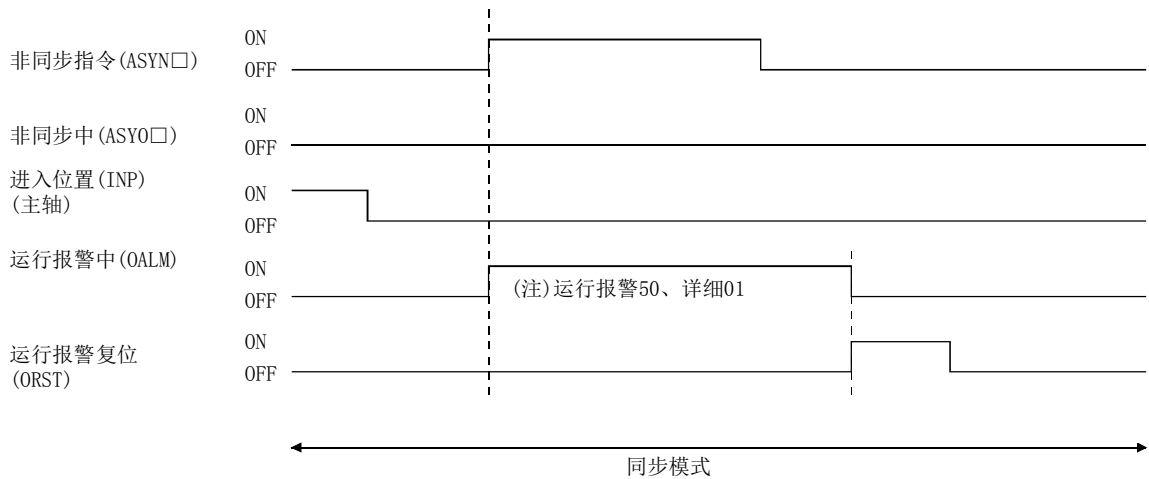 非同步指令(ASYN□)
ON
OFF
非同步中(ASYO□)
ON
OFF
进入位置(INP)
(主轴)
ON
OFF
运行报警中(OALM)
ON
OFF
(注)运行报警50、详细01
运行报警复位
(ORST)
ON
OFF
同步模式